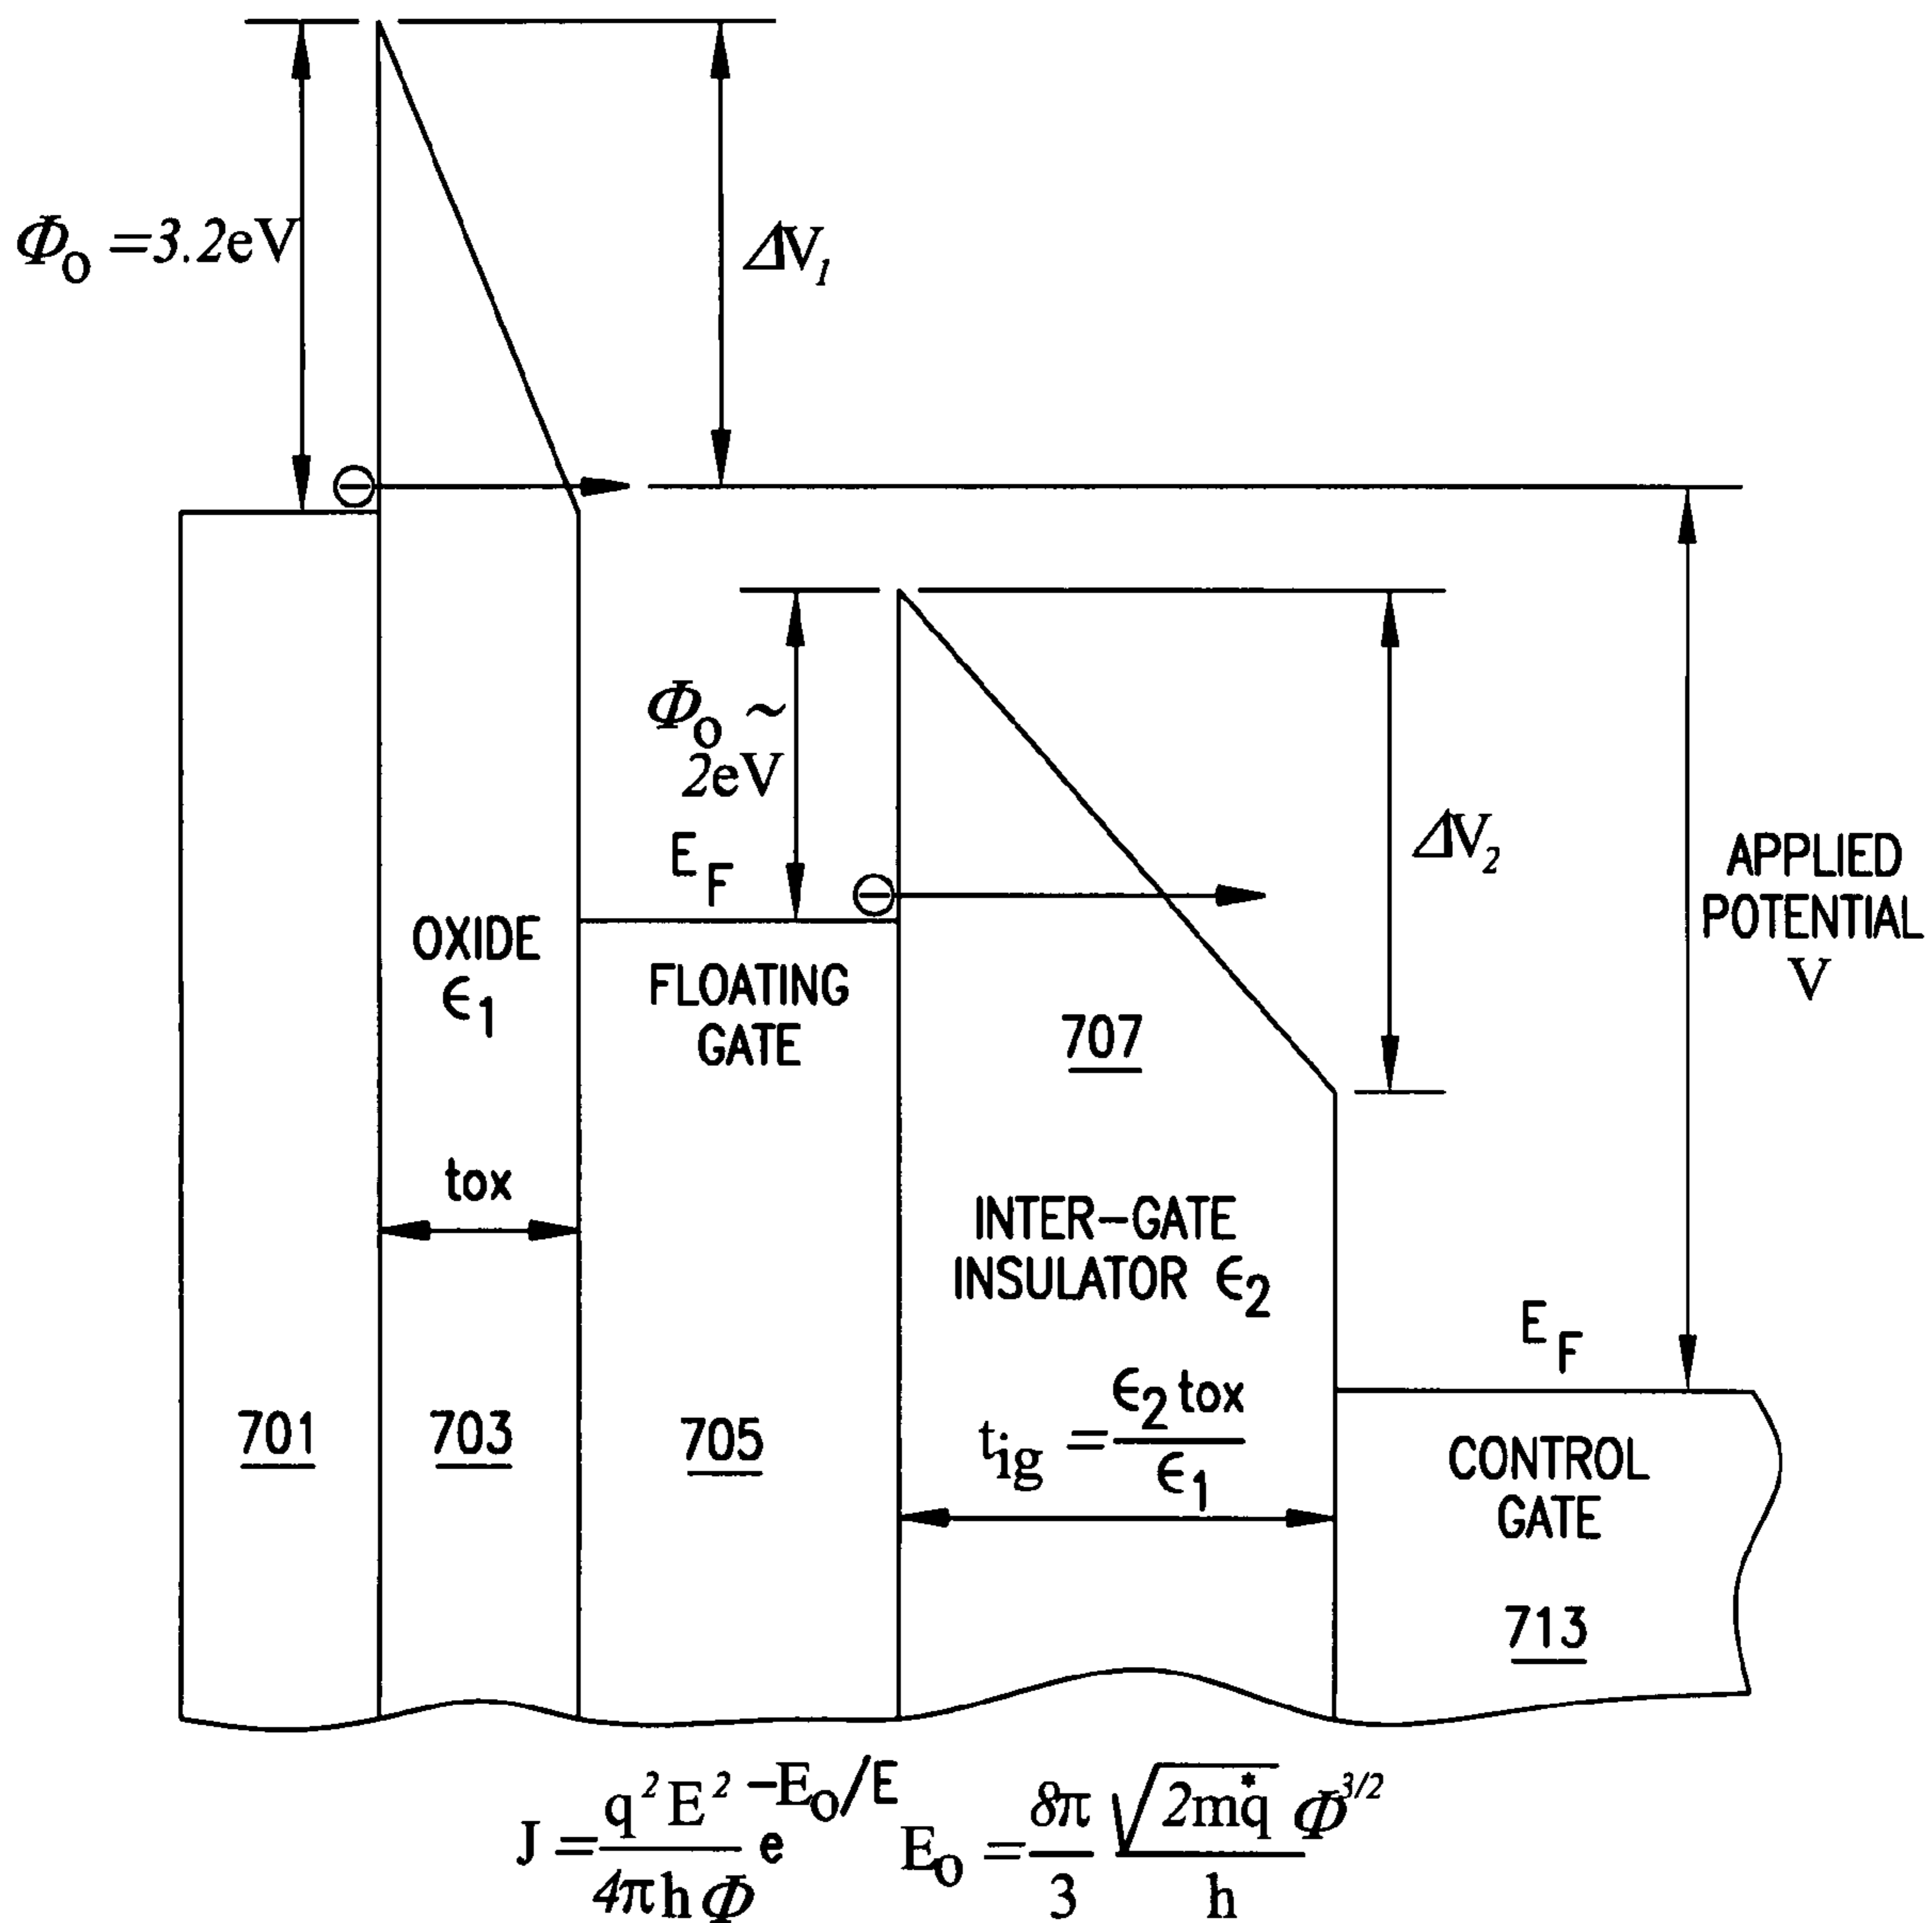 Φo =3.2eV
ΔV1
Φo ~
2eV
EF
ΔV2
APPLIED
POTENTIAL
V
OXIDE
ϵ1
FLOATING
GATE
707
tox
INTER-GATE
INSULATOR ϵ2
EF
701
703
705
tig = ϵ2 tox / ϵ1
CONTROL
GATE
713
J = q²E² / 4πhΦ e^-Eo/E
Eo = 8π/3 √2m*q / h Φ^3/2